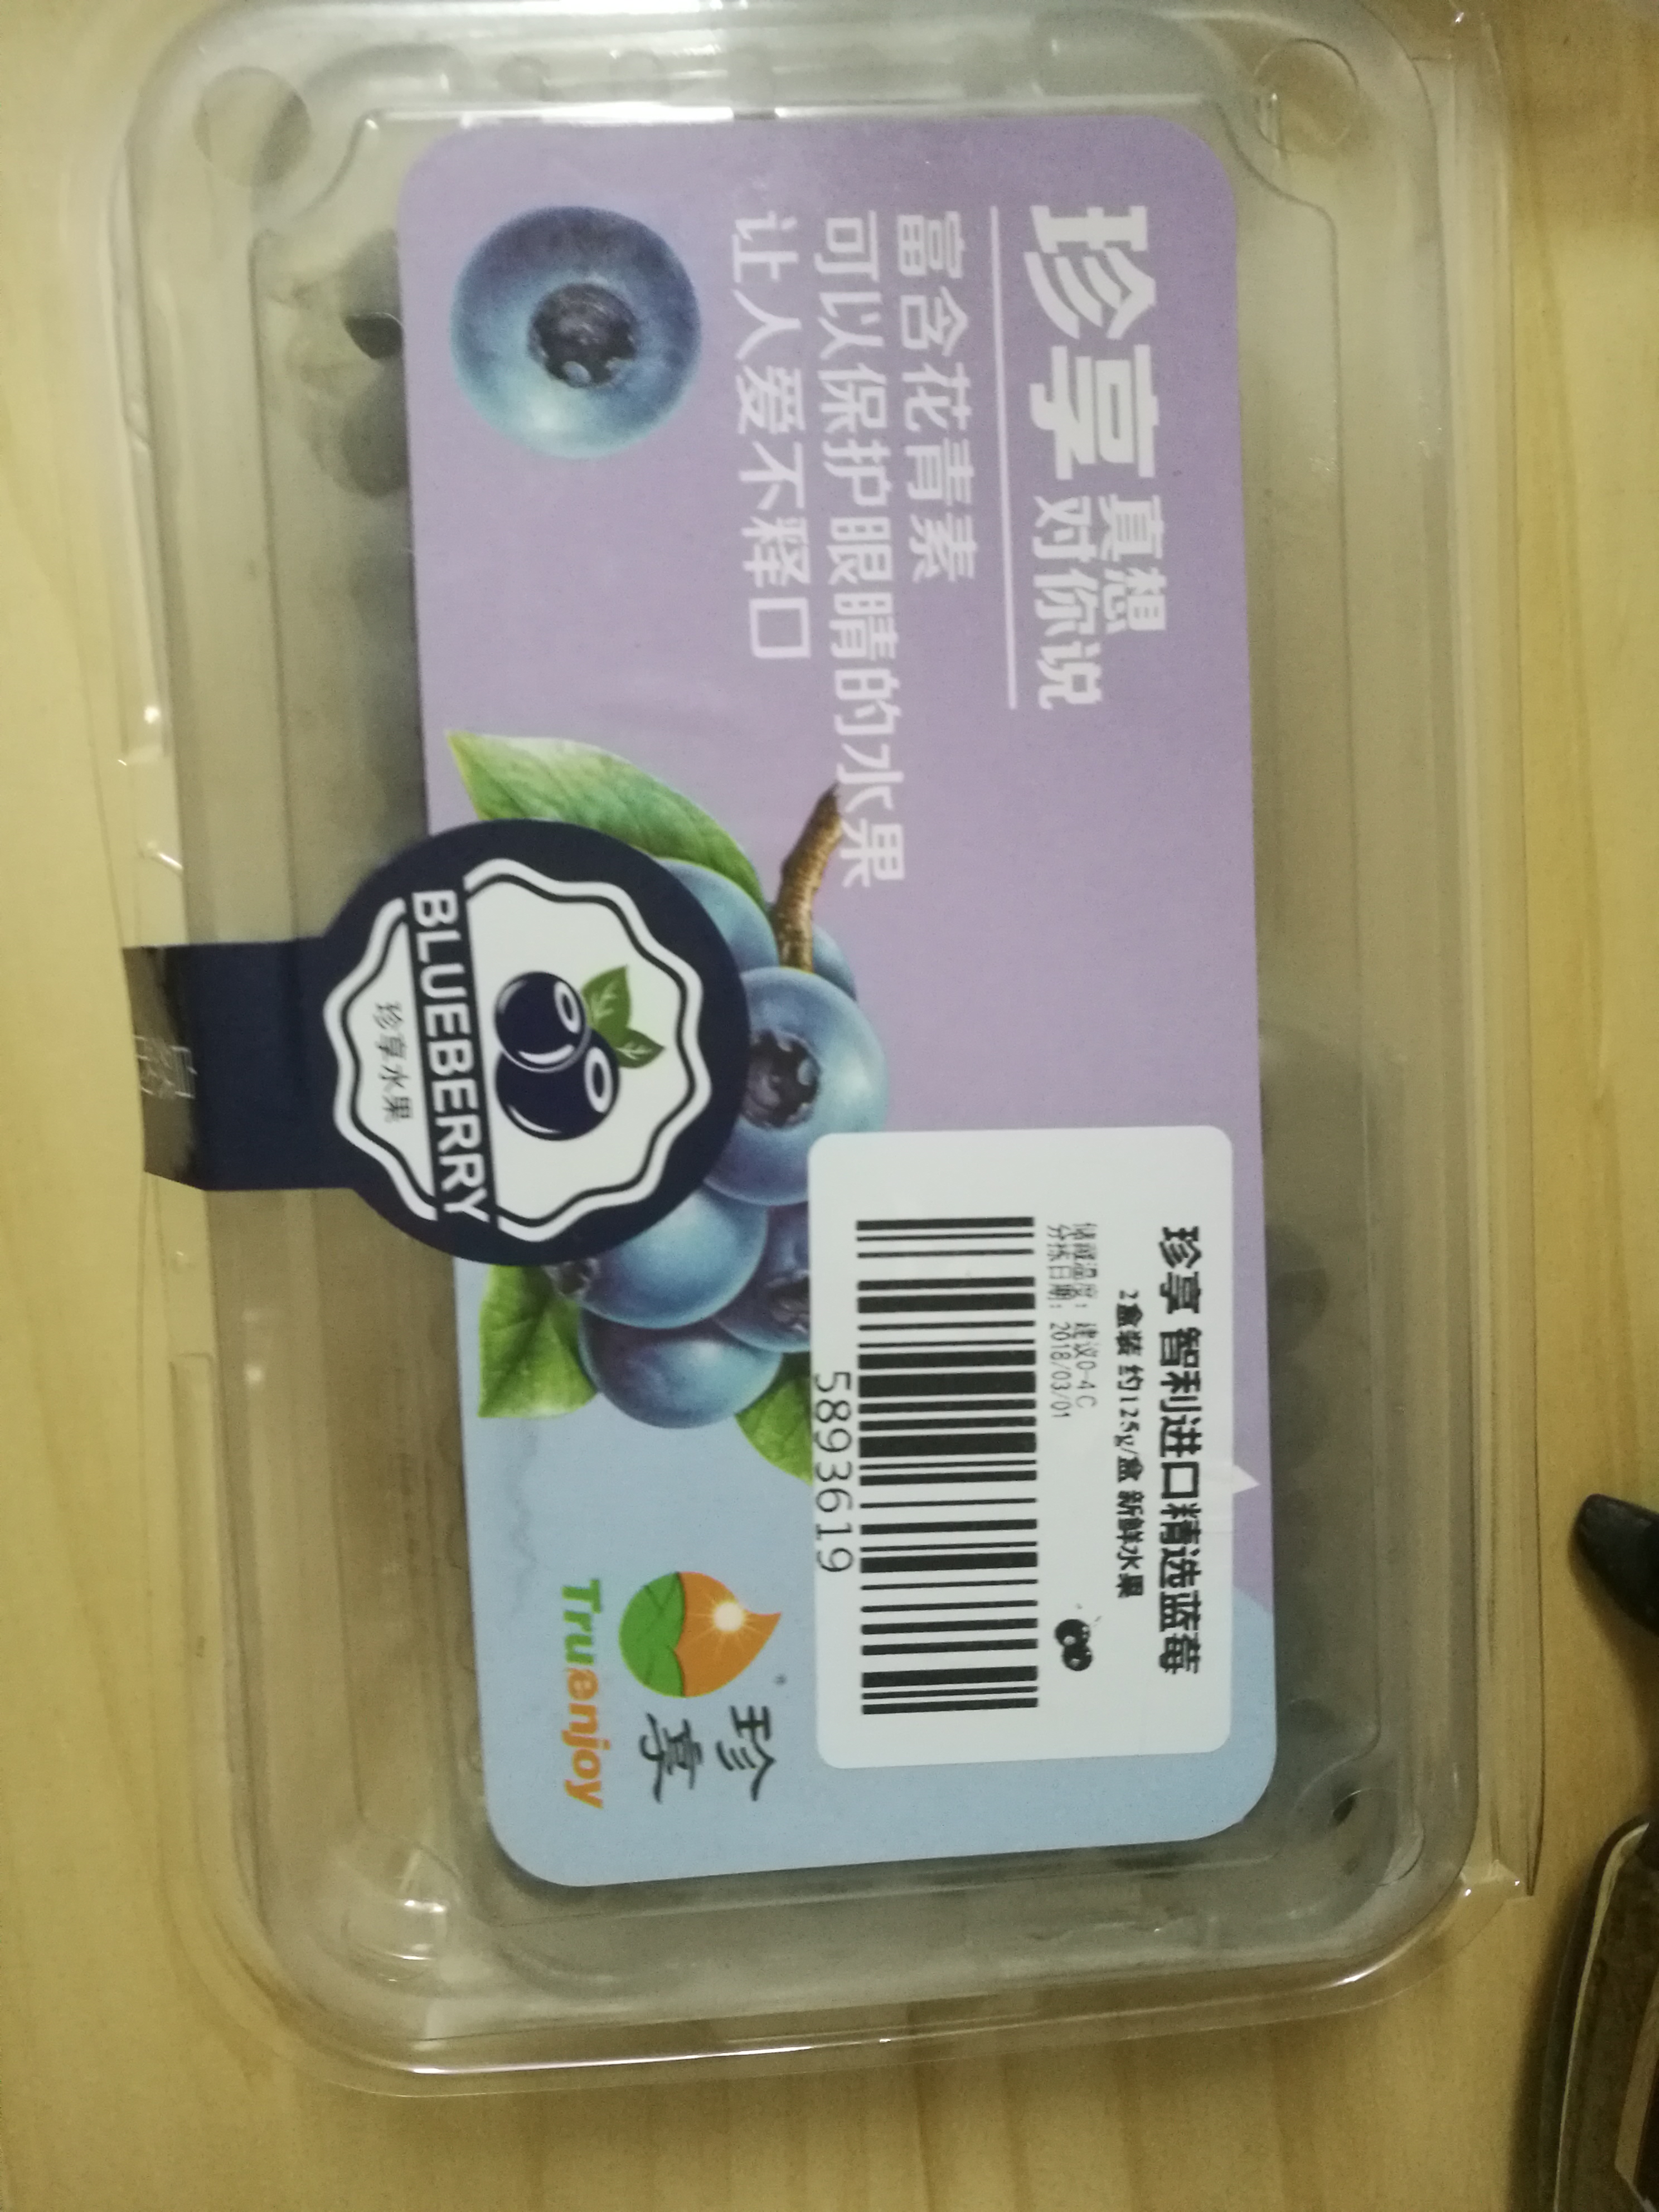 珍享 真想
对你说
富含花青素
可以保护眼睛的水果
让人爱不释口
BLUEBERRY
珍享水果
珍享 智利进口精选蓝莓
2盒装 约125g/盒 新鲜水果
储藏温度：建议0-4C
分拣日期：2018/03/01
5893619
珍享
Truenjoy